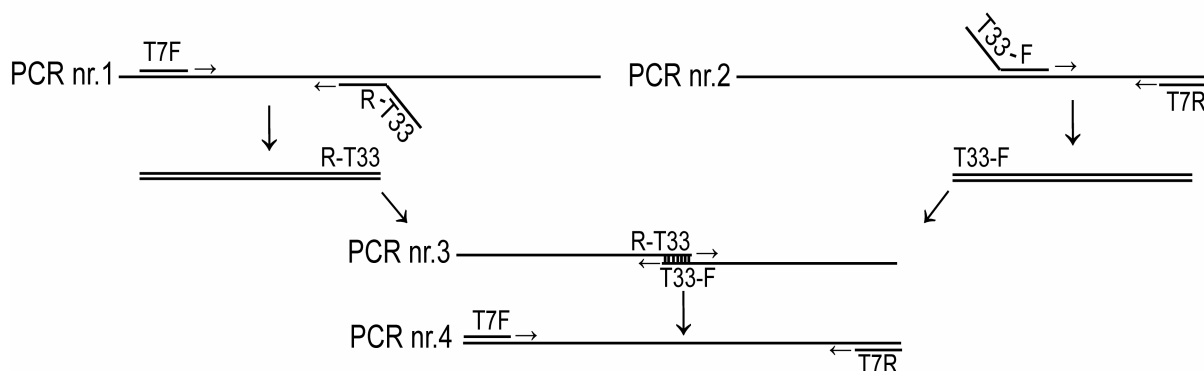 T7F
PCR nr.1
R-T33
T33-F
PCR nr.2
T7R
R-T33
T33-F
PCR nr.3
R-T33
T33-F
PCR nr.4
T7F
T7R